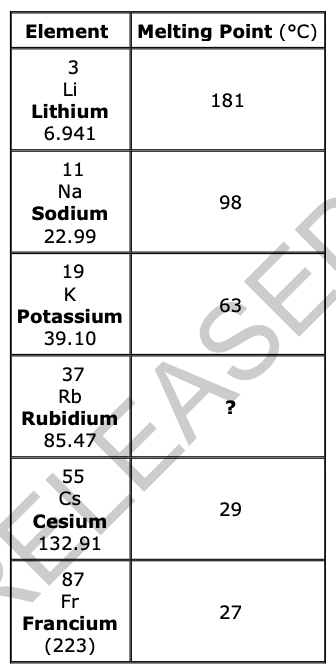 Element Melting Point (°C)
3
Li
Lithium
6.941
181
11
Na
Sodium
22.99
98
19
K
Potassium
39.10
63
37
Rb
Rubidium
85.47
?
55
Cs
Cesium
132.91
29
87
Fr
Francium
(223)
27
RELEASED